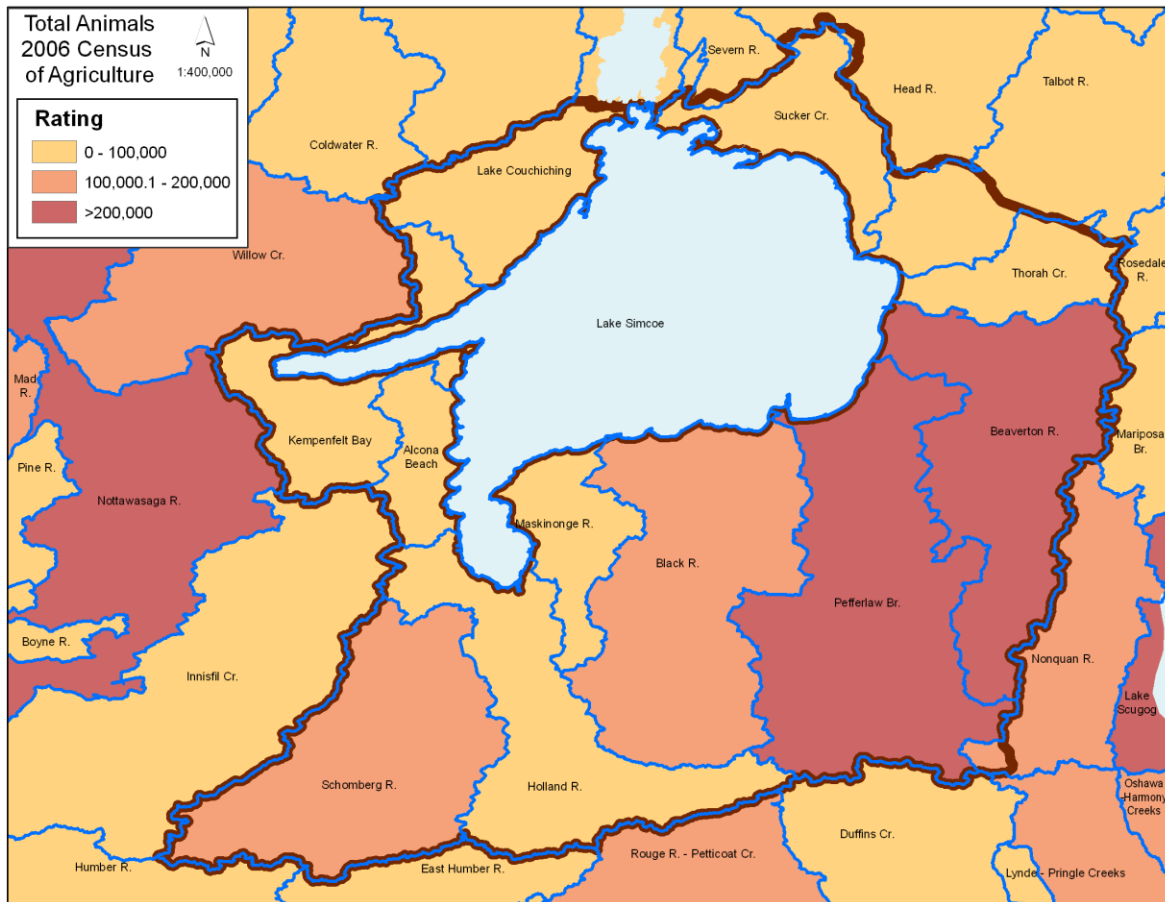 Total Animals
2006 Census
of Agriculture
N
1:400,000
Rating
0 - 100,000
100,000.1 - 200,000
>200,000
Severn R.
Talbot R.
Head R.
Sucker Cr.
Coldwater R.
Lake Couchiching
Willow Cr.
Rosedale
R.
Thorah Cr.
Lake Simcoe
Mad
R.
Beaverton R.
Kempenfelt Bay
Alcona
Beach
Mariposa
Br.
Pine R.
Nottawasaga R.
Maskinonge R.
Black R.
Pefferlaw Br.
Boyne R.
Nonquan R.
Innisfil Cr.
Lake
Scugog
Schomberg R.
Holland R.
Oshawa
-Harmony
Creeks
Duffins Cr.
Rouge R. - Petticoat Cr.
Humber R.
East Humber R.
Lynde - Pringle Creeks